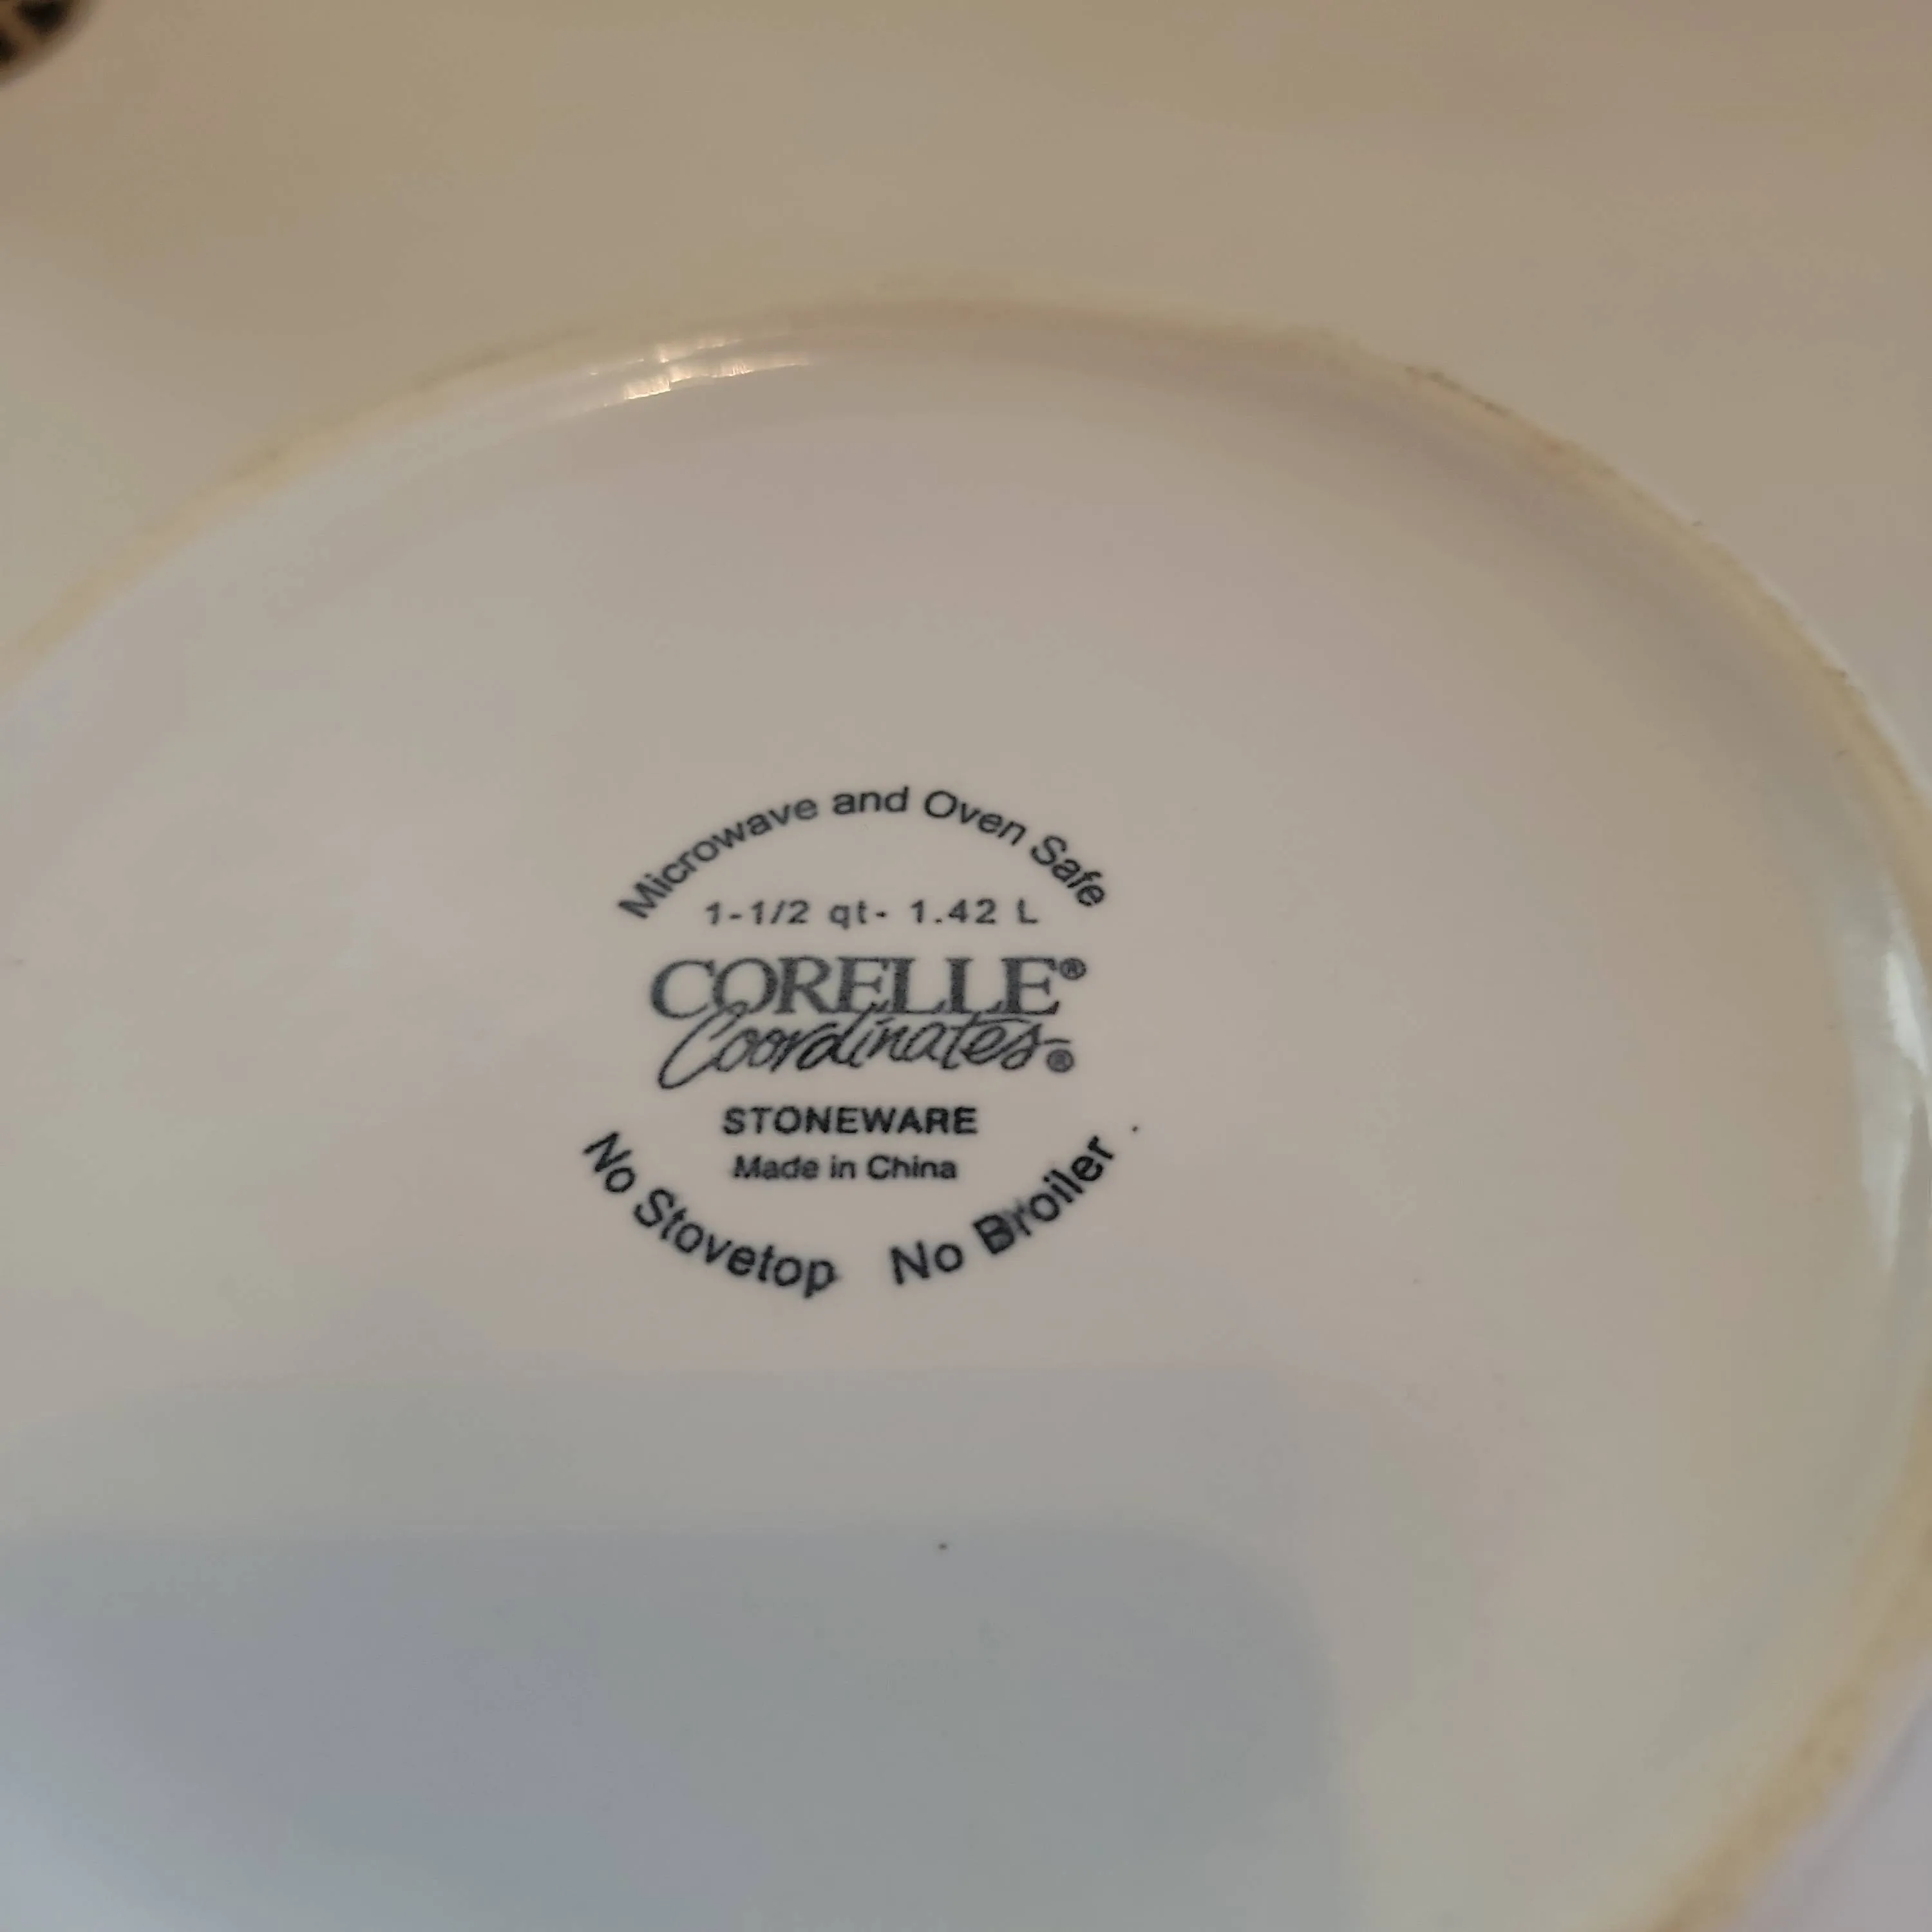 Microwave and Oven Safe
1-1/2 qt- 1.42 L
CORELLE®
Coordinates®
STONEWARE
Made in China
No Stovetop No Broiler